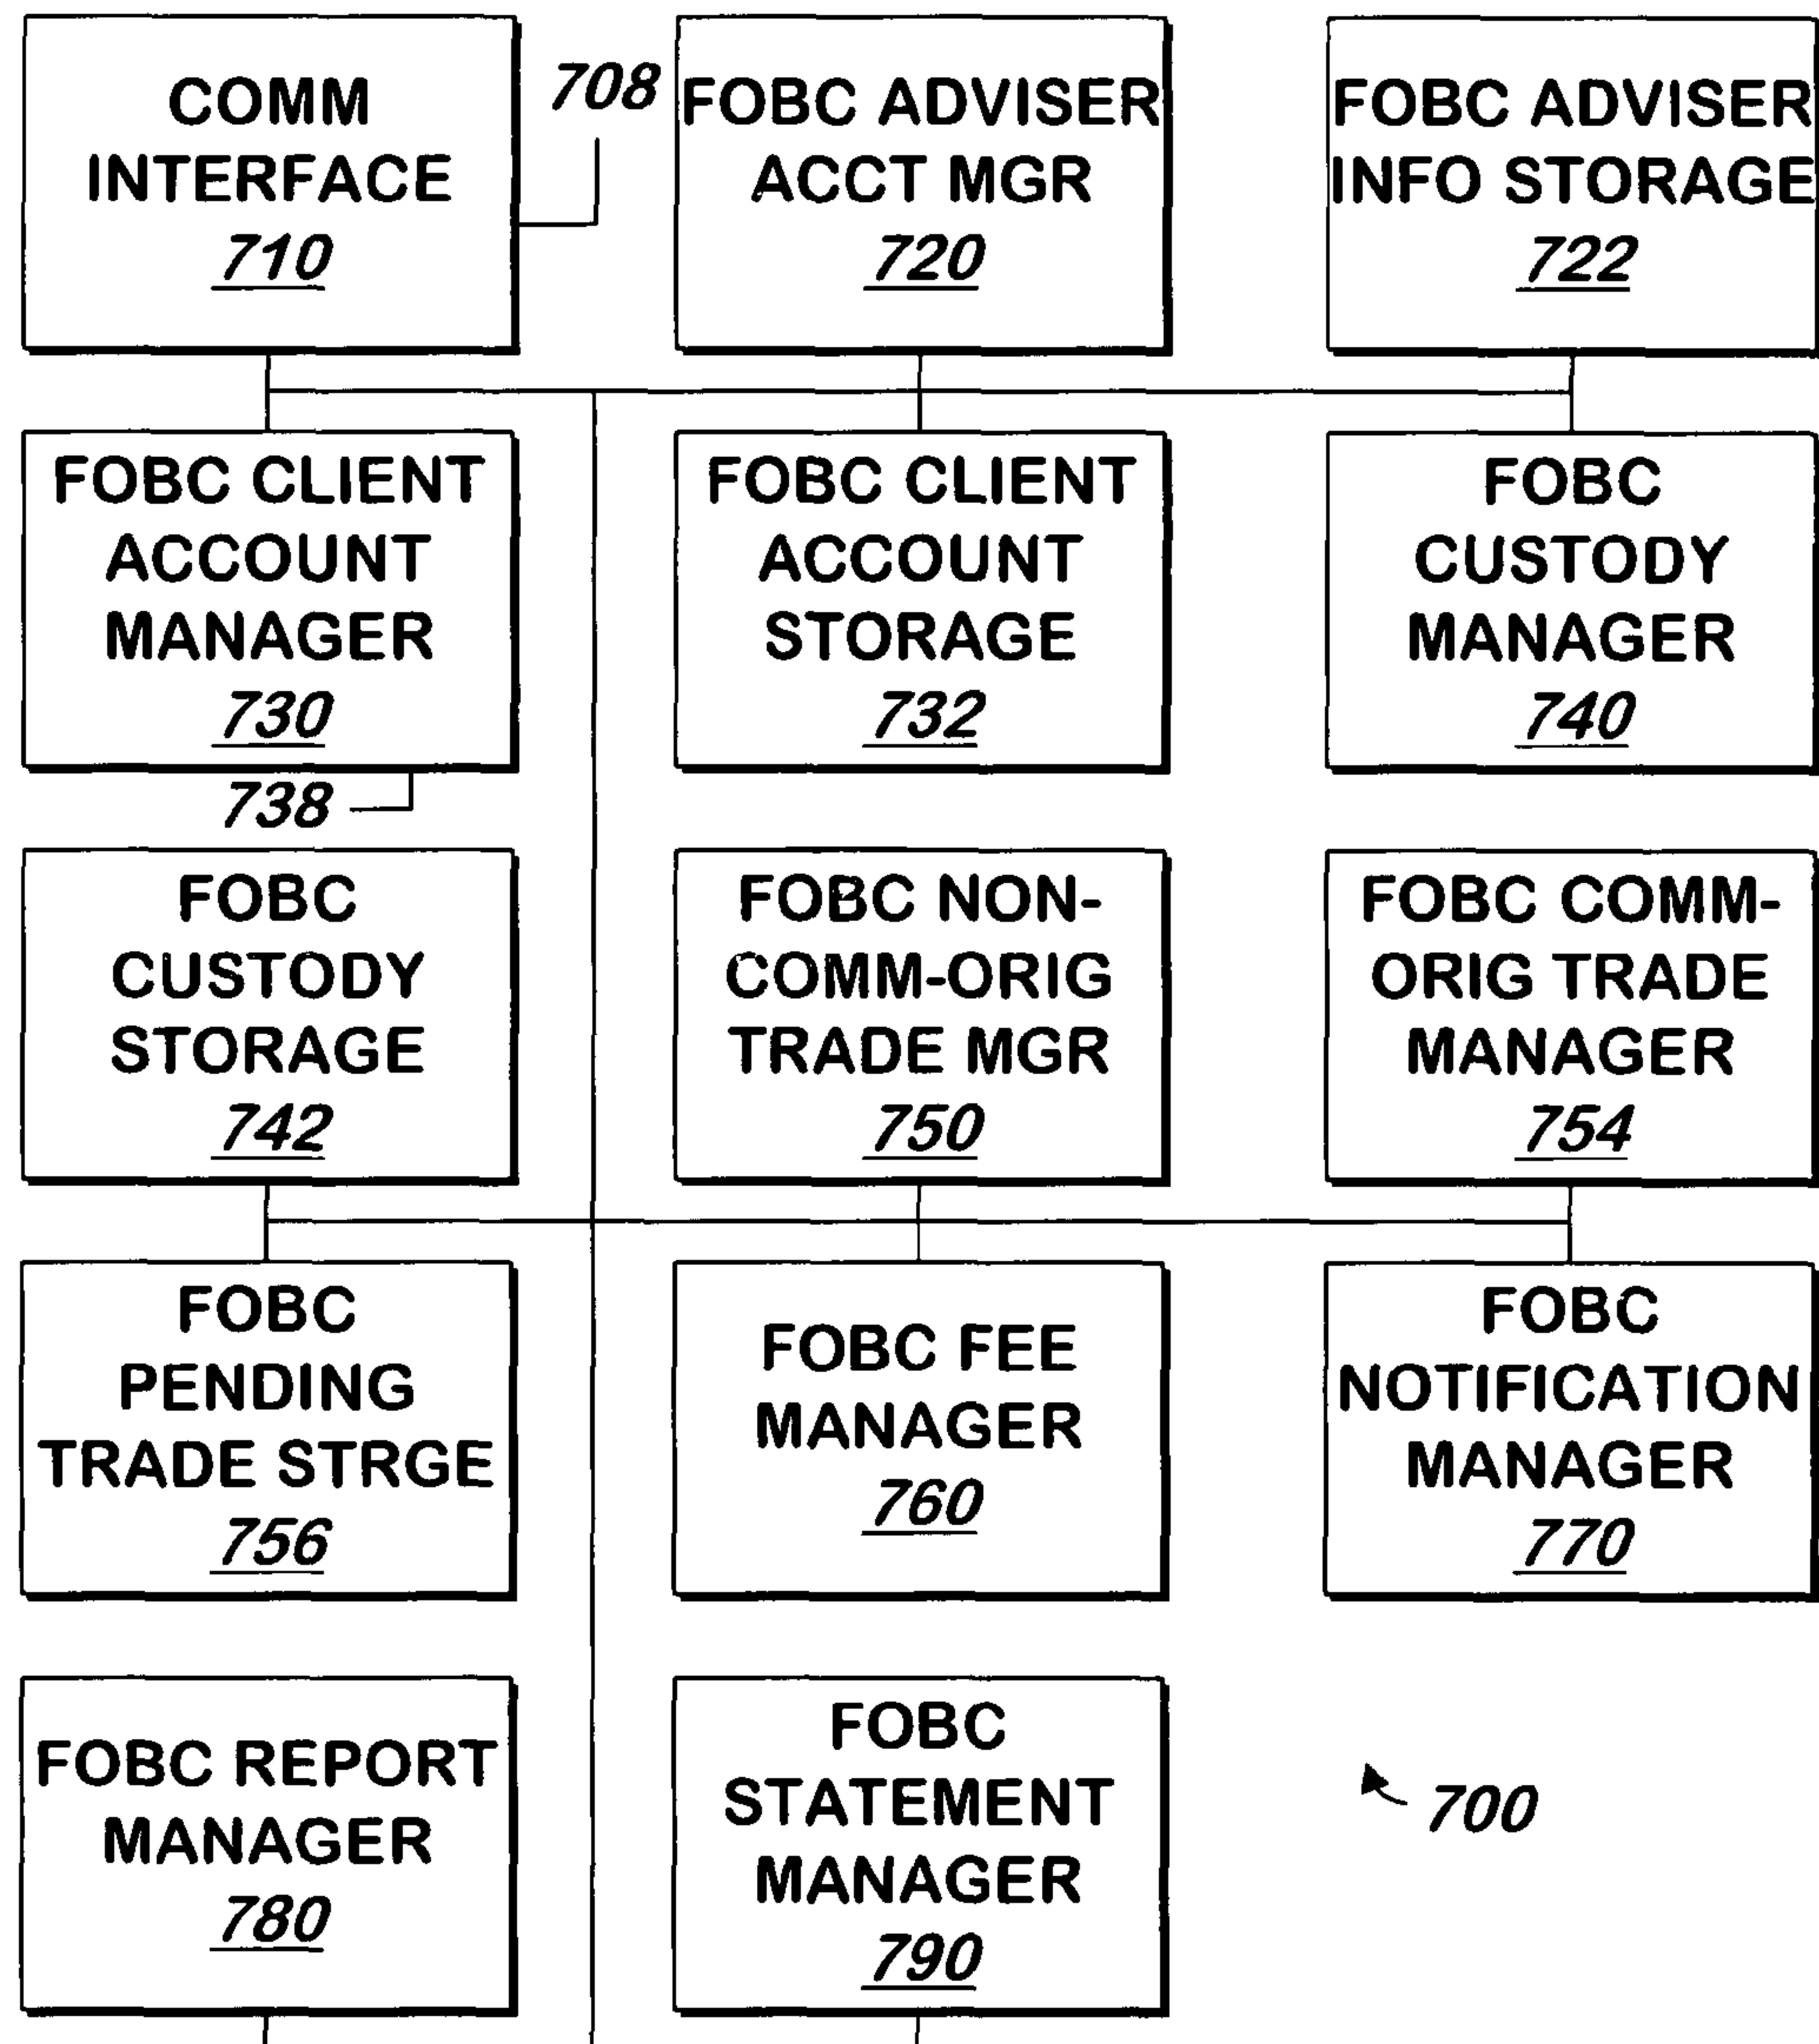 COMM
INTERFACE
710
708
FOBC ADVISER
ACCT MGR
720
FOBC ADVISER
INFO STORAGE
722
FOBC CLIENT
ACCOUNT
MANAGER
730
738
FOBC CLIENT
ACCOUNT
STORAGE
732
FOBC
CUSTODY
MANAGER
740
FOBC
CUSTODY
STORAGE
742
FOBC NON-
COMM-ORIG
TRADE MGR
750
FOBC COMM-
ORIG TRADE
MANAGER
754
FOBC
PENDING
TRADE STRGE
756
FOBC FEE
MANAGER
760
FOBC
NOTIFICATION
MANAGER
770
FOBC REPORT
MANAGER
780
FOBC
STATEMENT
MANAGER
790
700